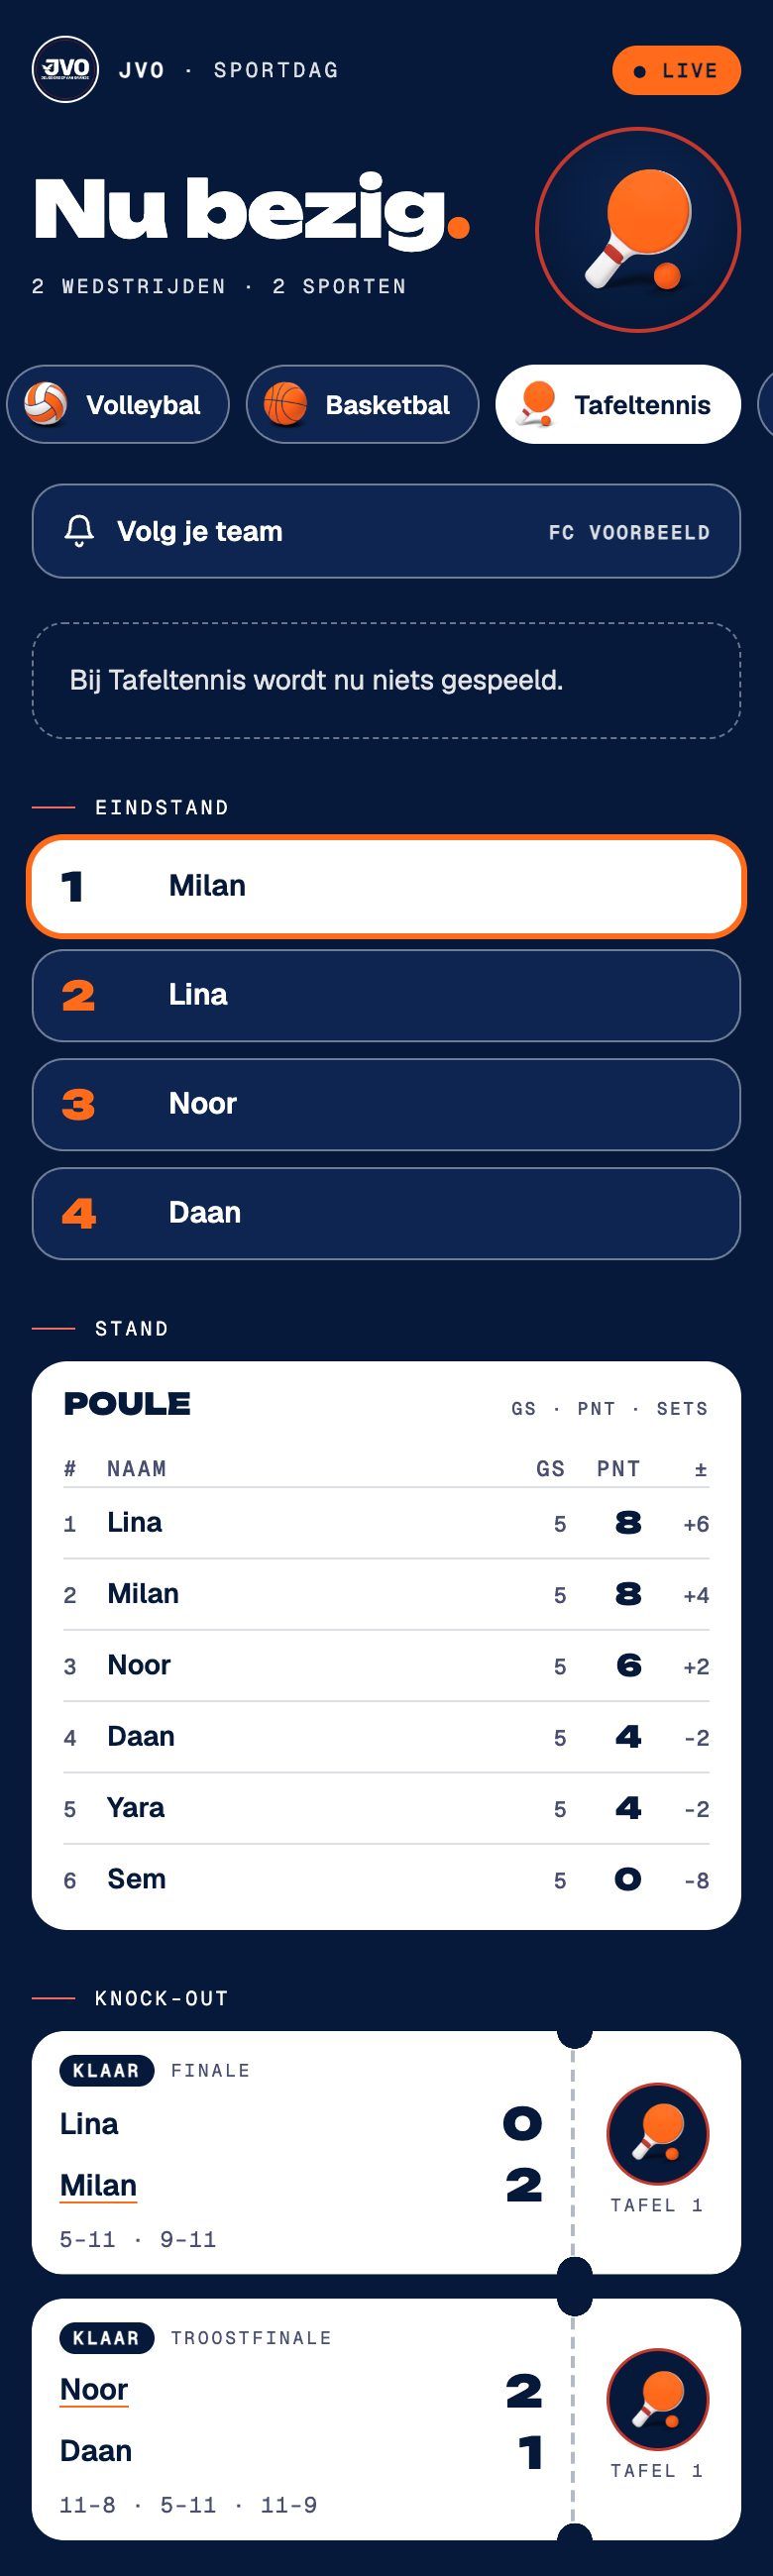 JVO
JVO · SPORTDAG
● LIVE
Nu bezig.
2 WEDSTRIJDEN · 2 SPORTEN
Volleybal Basketbal Tafeltennis
Volg je team FC VOORBEELD
Bij Tafeltennis wordt nu niets gespeeld.
EINDSTAND
1 Milan
2 Lina
3 Noor
4 Daan
STAND
POULE GS · PNT · SETS
# NAAM GS PNT ±
1 Lina 5 8 +6
2 Milan 5 8 +4
3 Noor 5 6 +2
4 Daan 5 4 -2
5 Yara 5 4 -2
6 Sem 5 0 -8
KNOCK-OUT
KLAAR FINALE
Lina 0
Milan 2
5-11 · 9-11
TAFEL 1
KLAAR TROOSTFINALE
Noor 2
Daan 1
11-8 · 5-11 · 11-9
TAFEL 1